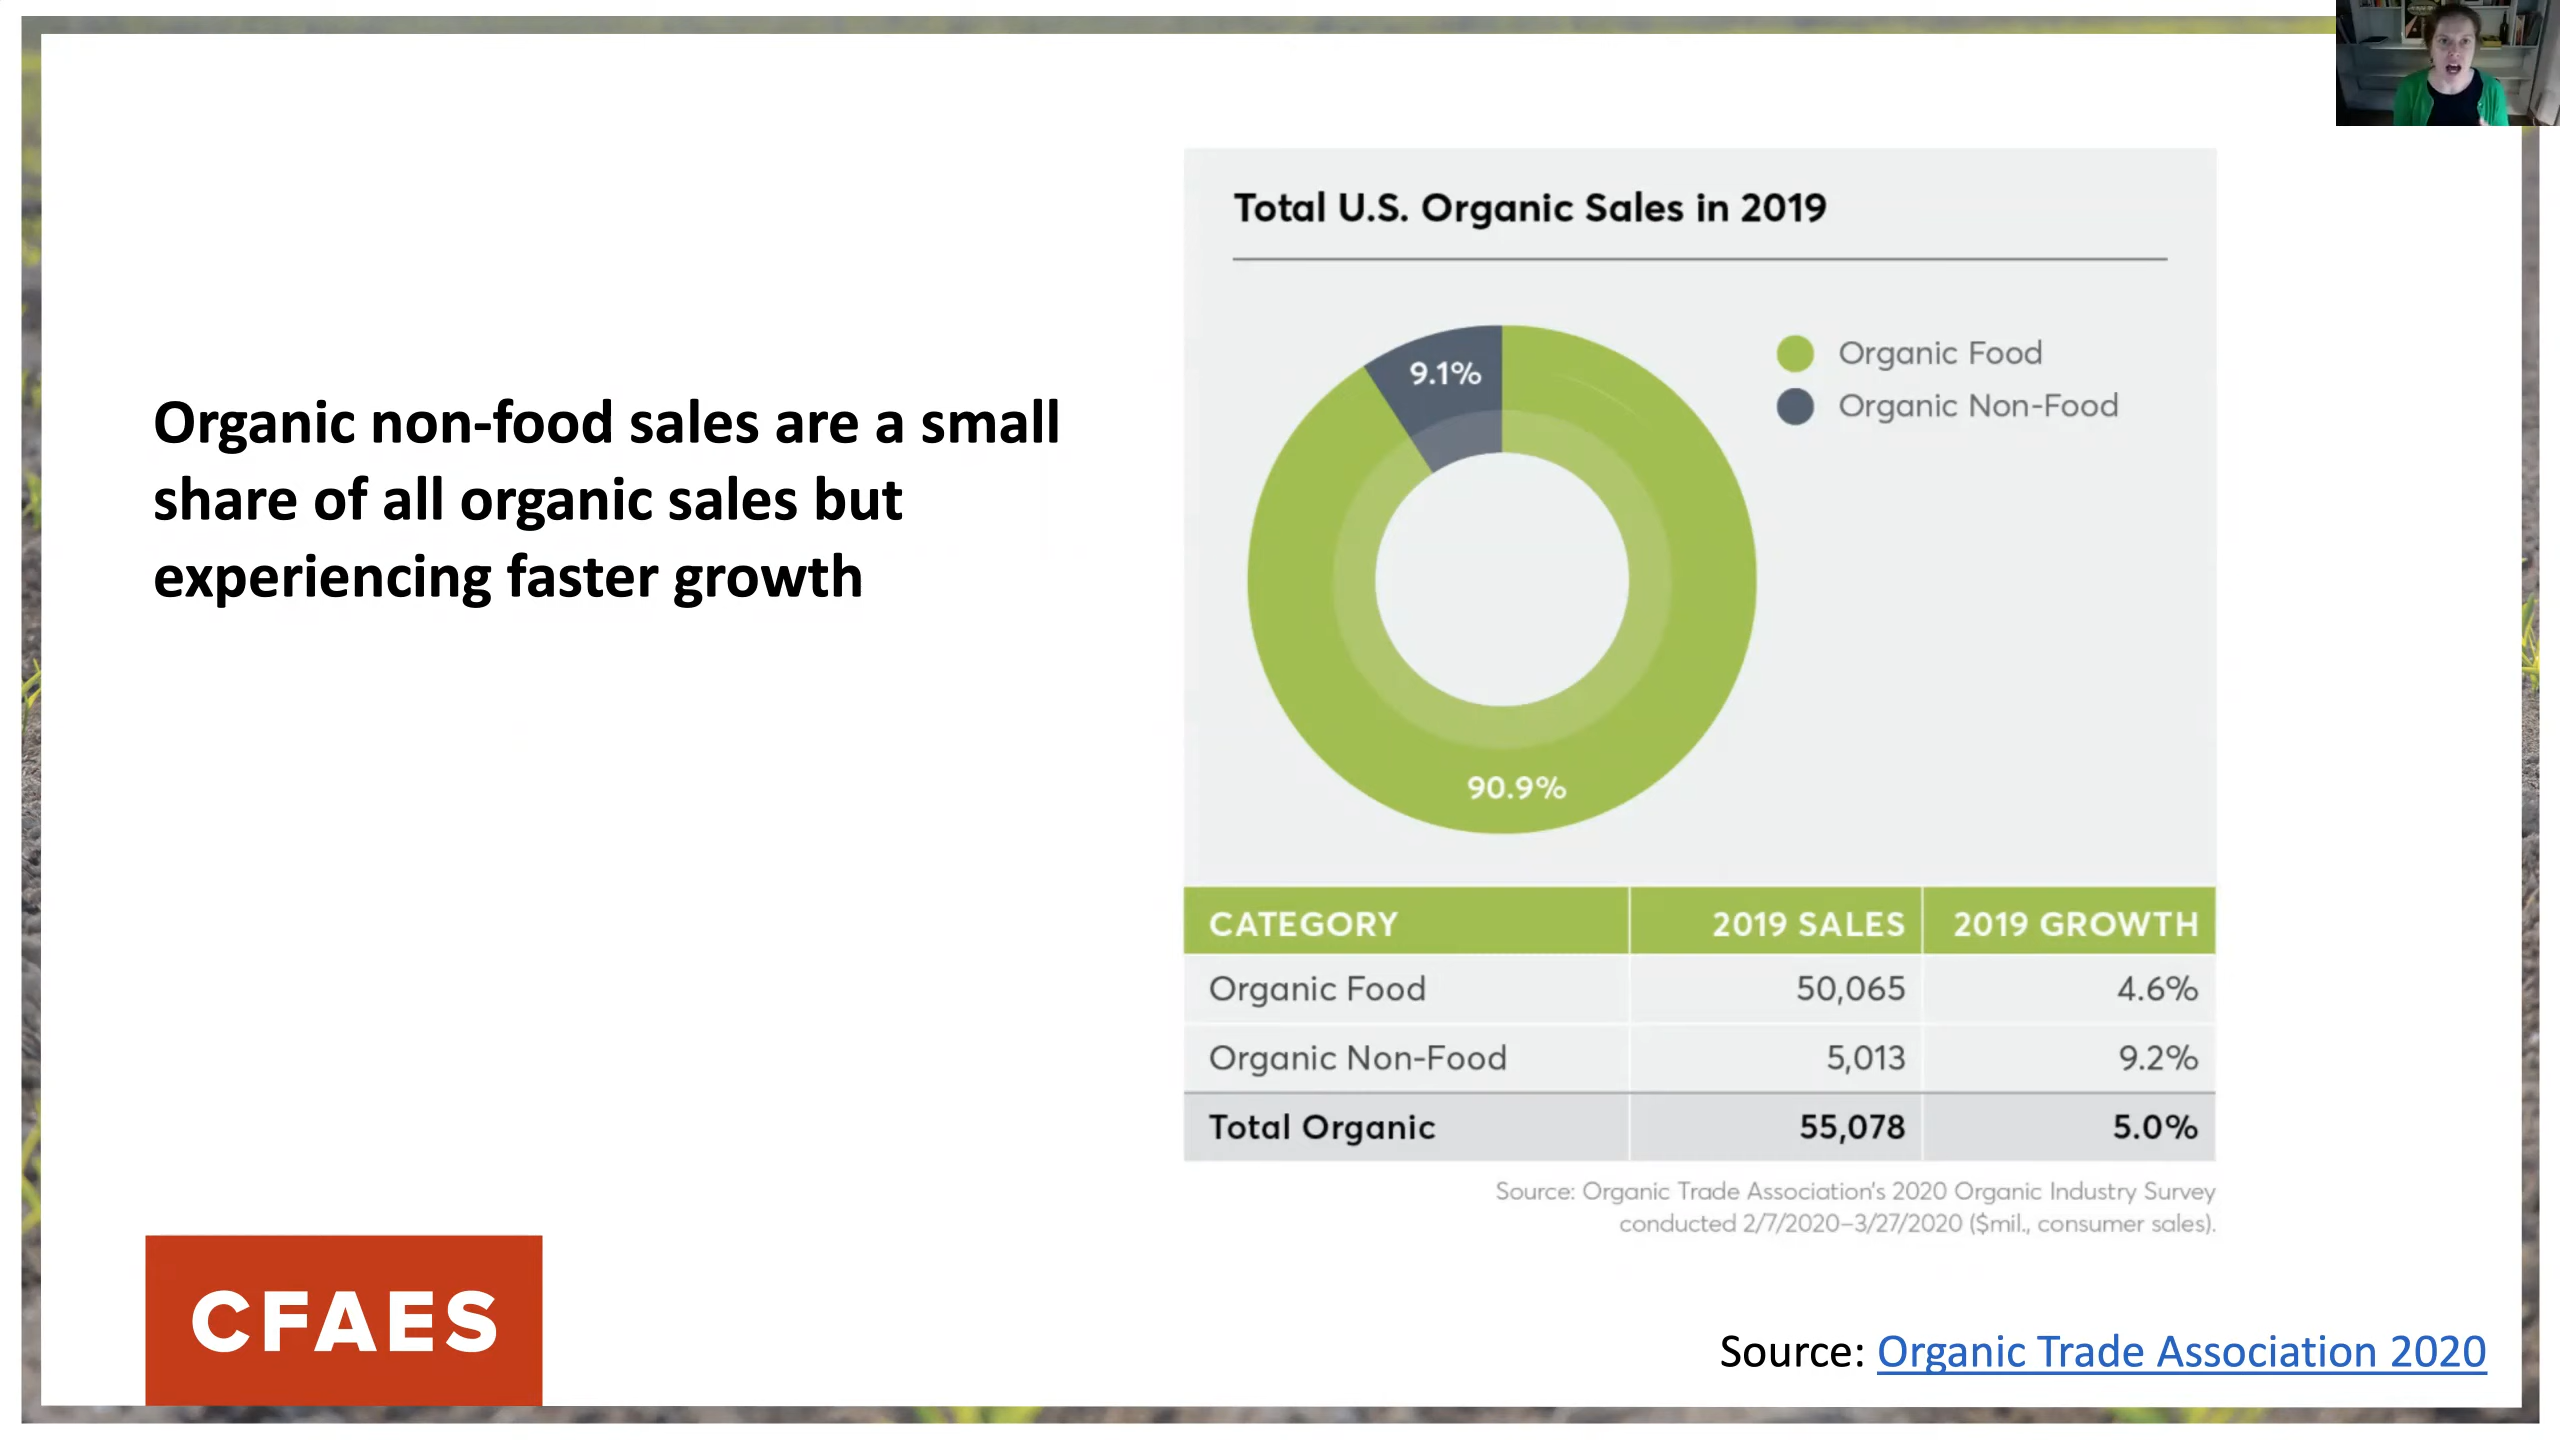 Organic non-food sales are a small
share of all organic sales but
experiencing faster growth
Total U.S. Organic Sales in 2019
9.1%
90.9%
Organic Food
Organic Non-Food
CATEGORY 2019 SALES 2019 GROWTH
Organic Food 50,065 4.6%
Organic Non-Food 5,013 9.2%
Total Organic 55,078 5.0%
Source: Organic Trade Association's 2020 Organic Industry Survey
conducted 2/7/2020–3/27/2020 ($mil., consumer sales).
CFAES
Source: Organic Trade Association 2020